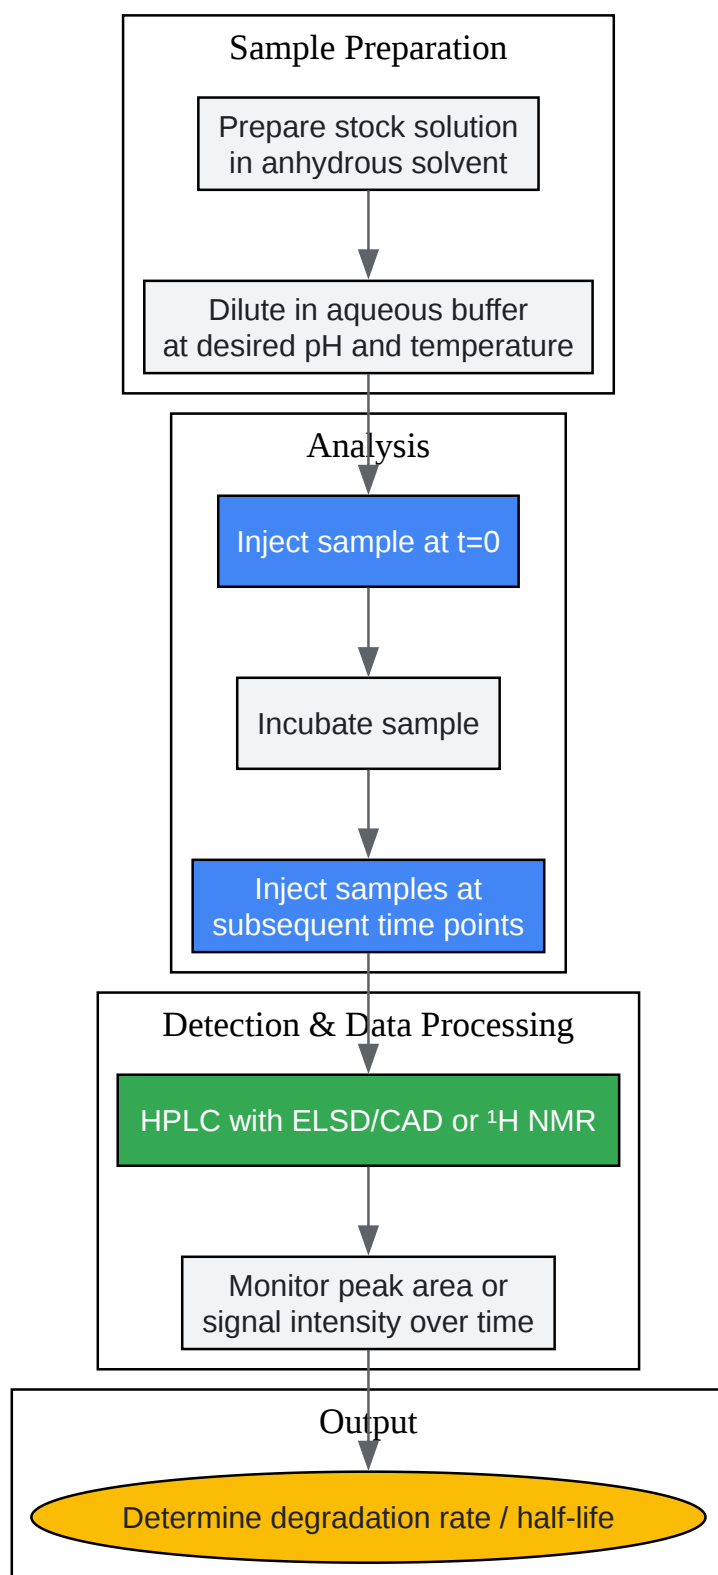 Sample Preparation
Prepare stock solution
in anhydrous solvent
Dilute in aqueous buffer
at desired pH and temperature
Analysis
Inject sample at t=0
Incubate sample
Inject samples at
subsequent time points
Detection & Data Processing
HPLC with ELSD/CAD or ¹H NMR
Monitor peak area or
signal intensity over time
Output
Determine degradation rate / half-life